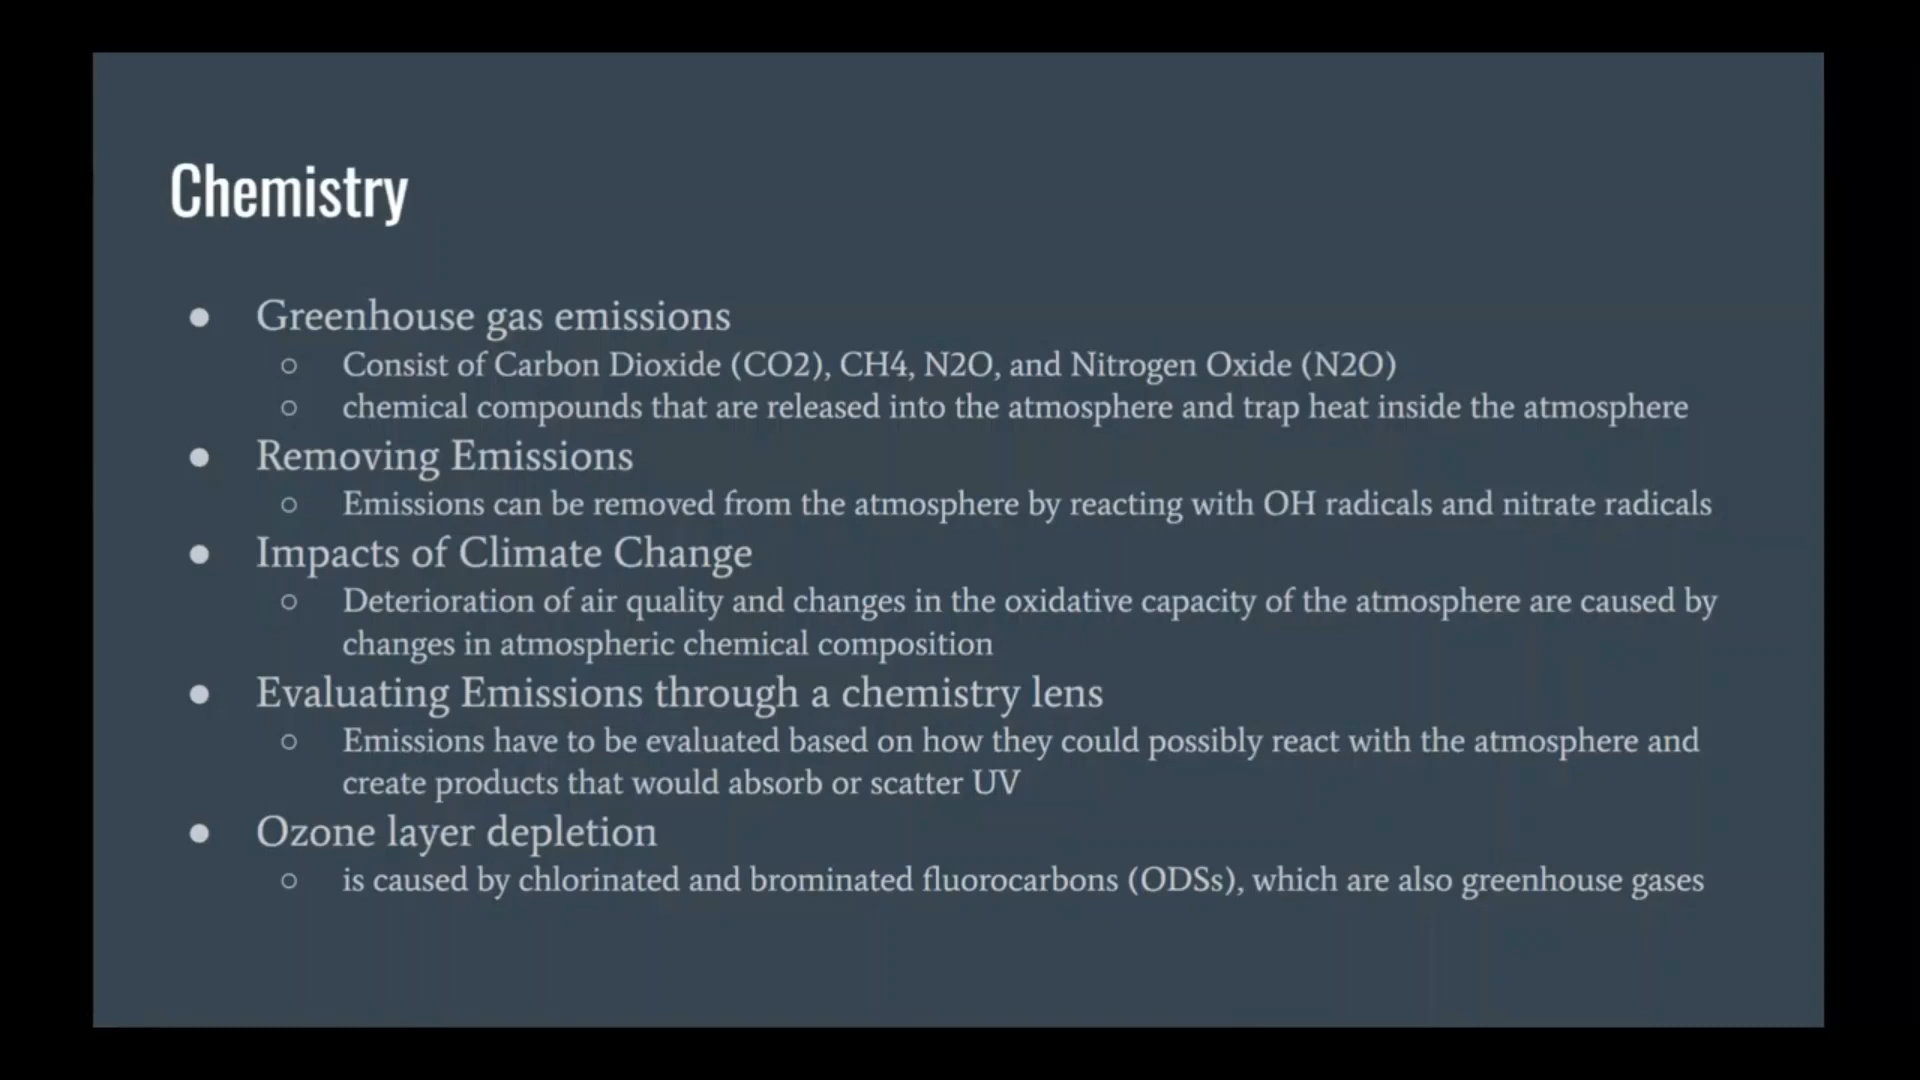 Chemistry
● Greenhouse gas emissions
○ Consist of Carbon Dioxide (CO2), CH4, N2O, and Nitrogen Oxide (N2O)
○ chemical compounds that are released into the atmosphere and trap heat inside the atmosphere
● Removing Emissions
○ Emissions can be removed from the atmosphere by reacting with OH radicals and nitrate radicals
● Impacts of Climate Change
○ Deterioration of air quality and changes in the oxidative capacity of the atmosphere are caused by
changes in atmospheric chemical composition
● Evaluating Emissions through a chemistry lens
○ Emissions have to be evaluated based on how they could possibly react with the atmosphere and
create products that would absorb or scatter UV
● Ozone layer depletion
○ is caused by chlorinated and brominated fluorocarbons (ODSs), which are also greenhouse gases